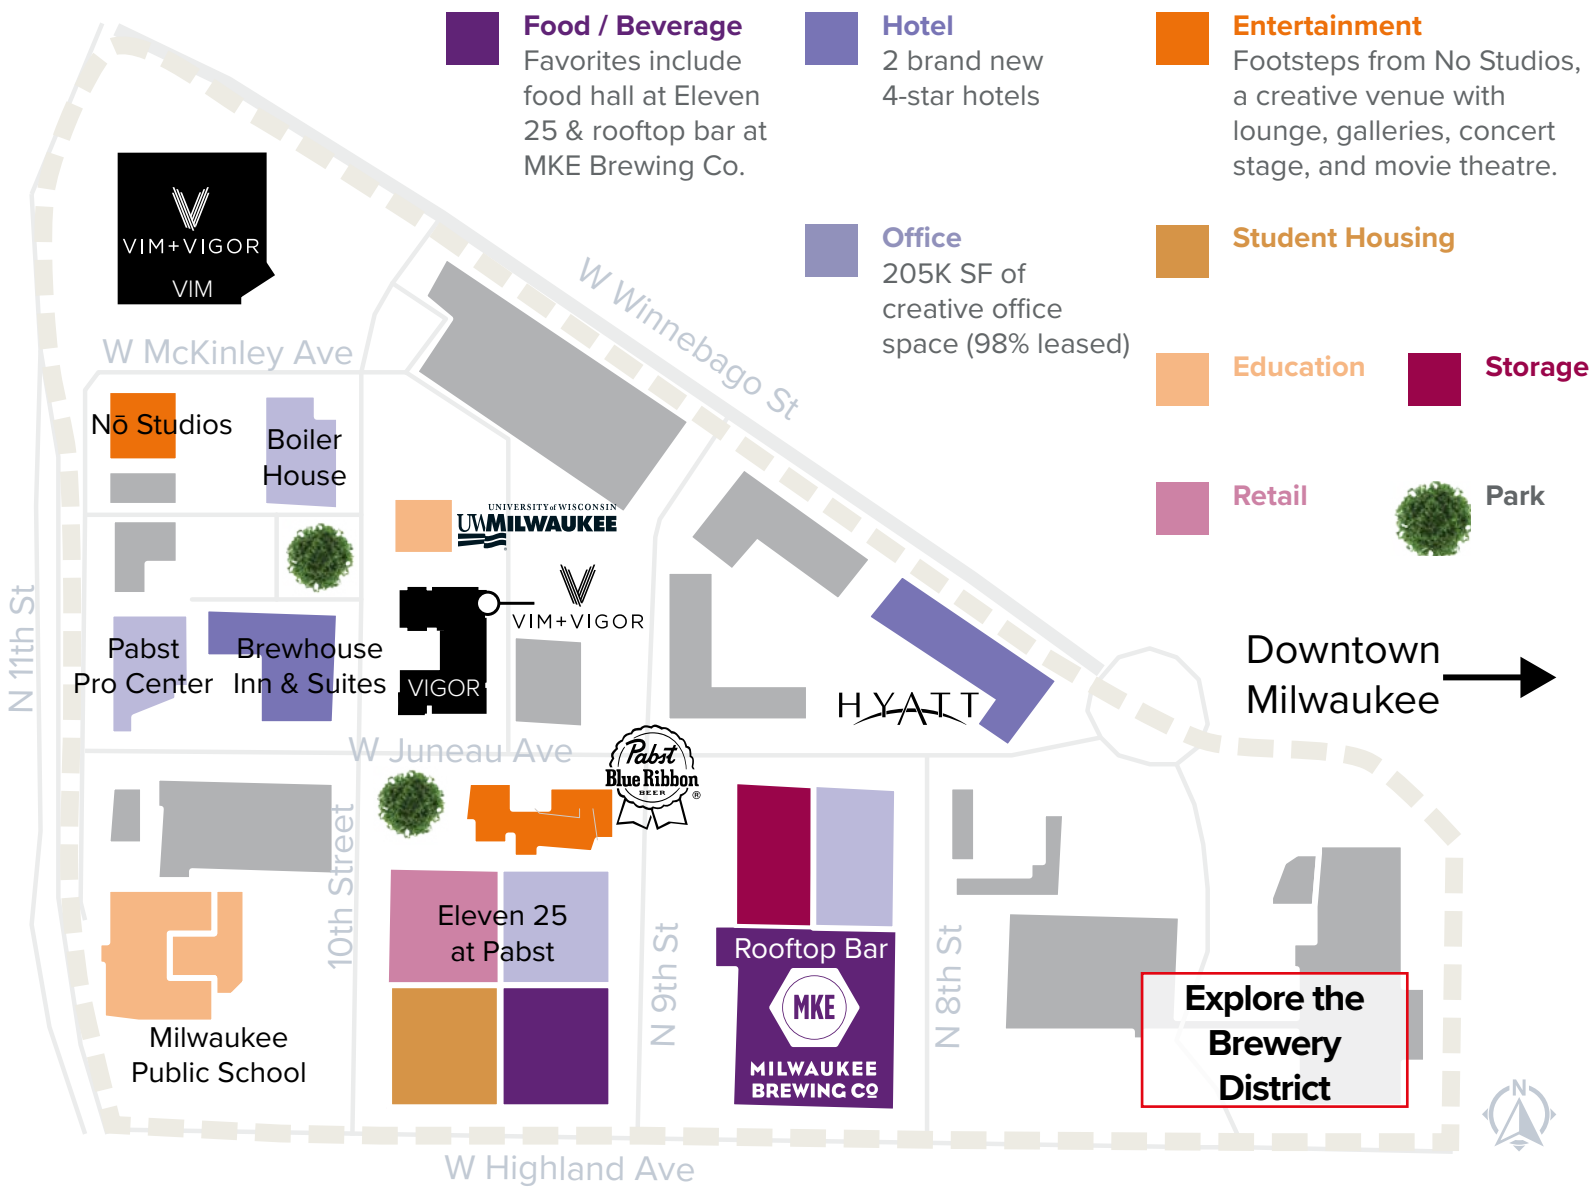 Food / Beverage
Favorites include
food hall at Eleven
25 & rooftop bar at
MKE Brewing Co.
Hotel
2 brand new
4-star hotels
Entertainment
Footsteps from No Studios,
a creative venue with
lounge, galleries, concert
stage, and movie theatre.
Office
205K SF of
creative office
space (98% leased)
Student Housing
Education
Storage
Retail
Park
VIM+VIGOR
VIM
W McKinley Ave
W Winnebago St
Nō Studios
Boiler
House
UNIVERSITY of WISCONSIN
UWMILWAUKEE
VIM+VIGOR
N 11th St
Pabst
Pro Center
Brewhouse
Inn & Suites
VIGOR
HYATT
Downtown
Milwaukee
W Juneau Ave
Pabst
Blue Ribbon
BEER
®
10th Street
Eleven 25
at Pabst
N 9th St
Rooftop Bar
MKE
MILWAUKEE
BREWING CO
N 8th St
Milwaukee
Public School
Explore the
Brewery
District
N
W Highland Ave